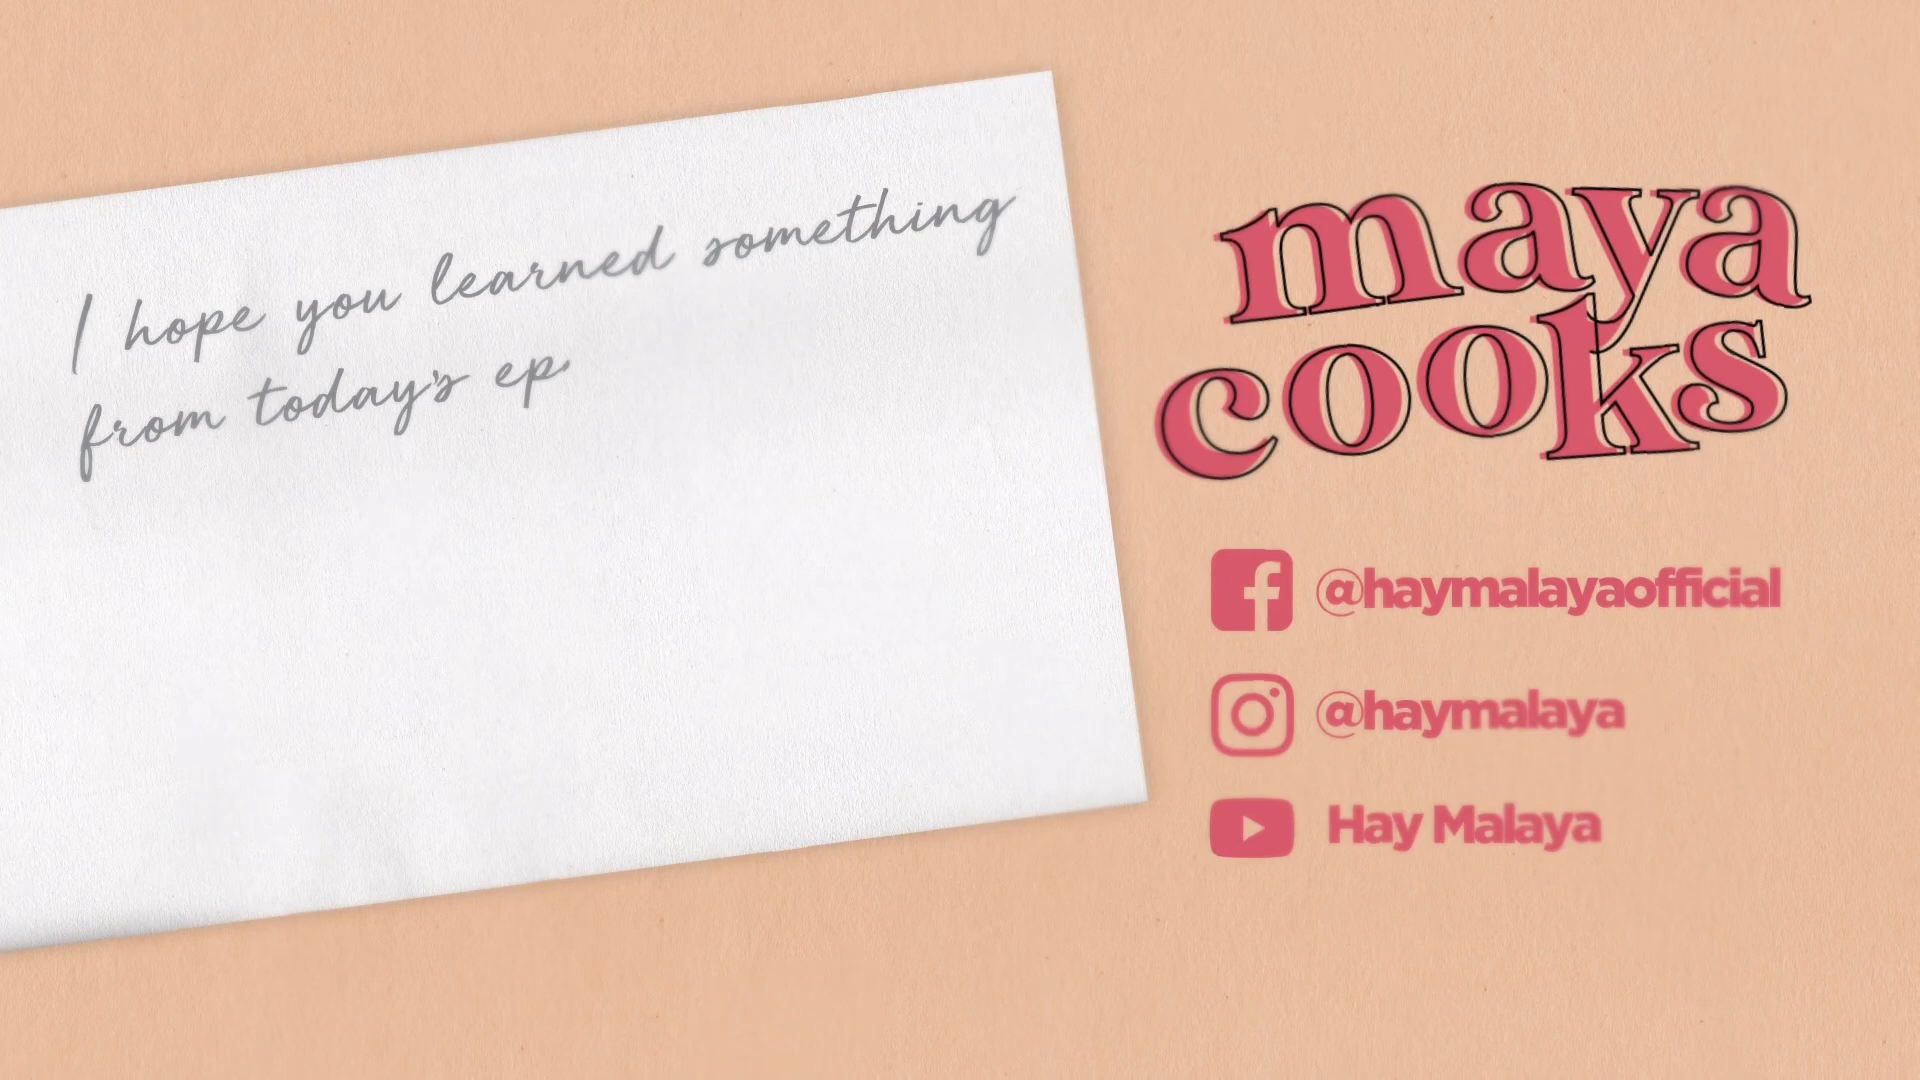 I hope you learned something
from today's ep
maya
cooks
@haymalayaofficial
@haymalaya
Hay Malaya